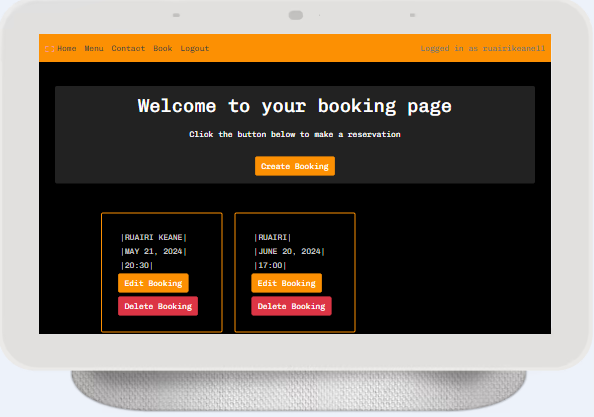 Home Menu Contact Book Logout
Logged in as ruairikeane11
Welcome to your booking page
Click the button below to make a reservation
Create Booking
|RUAIRI KEANE|
|MAY 21, 2024|
|20:30|
Edit Booking
Delete Booking
|RUAIRI|
|JUNE 20, 2024|
|17:00|
Edit Booking
Delete Booking